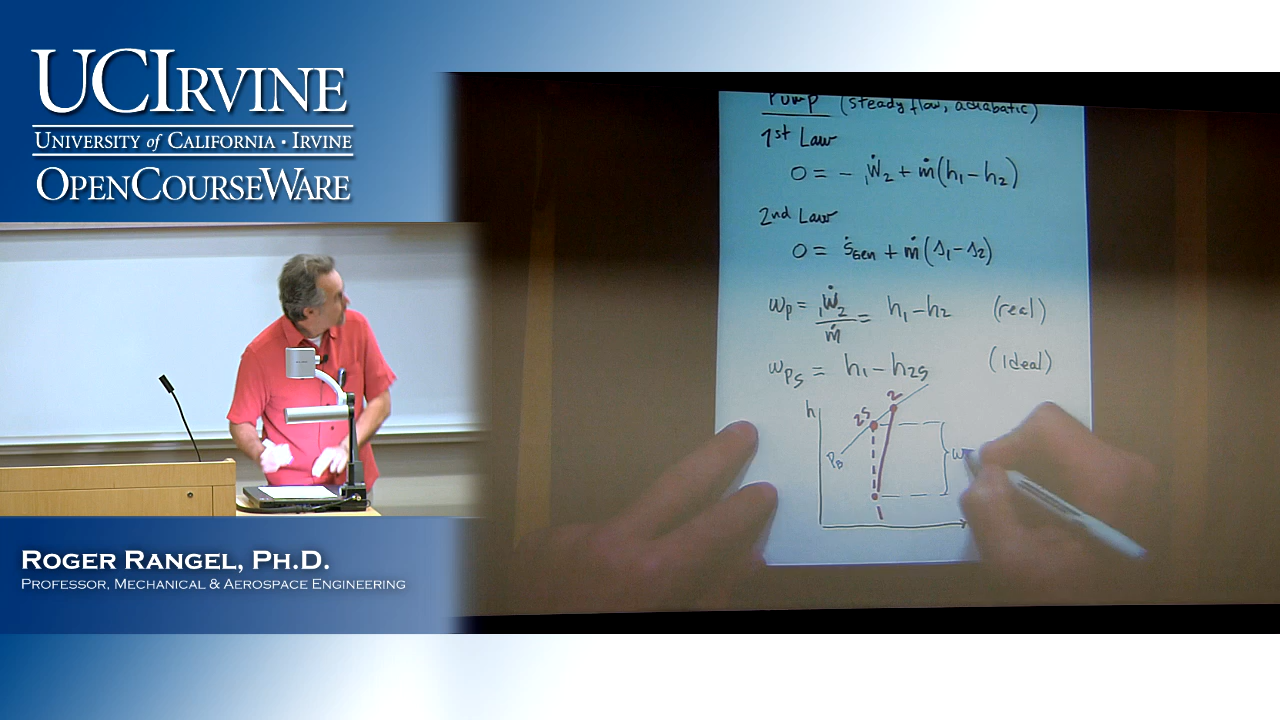 UCIRVINE
UNIVERSITY of CALIFORNIA · IRVINE
OPENCOURSEWARE
Pump (steady flow, adiabatic)
1st Law
0 = - ₁Ẇ₂ + ṁ(h₁ - h₂)
2nd Law
0 = Ṡgen + ṁ(s₁ - s₂)
wp = ₁Ẇ₂/ṁ = h₁ - h₂ (real)
wps = h₁ - h₂s (ideal)
h
2
2s
PB
w
1
ROGER RANGEL, PH.D.
PROFESSOR, MECHANICAL & AEROSPACE ENGINEERING